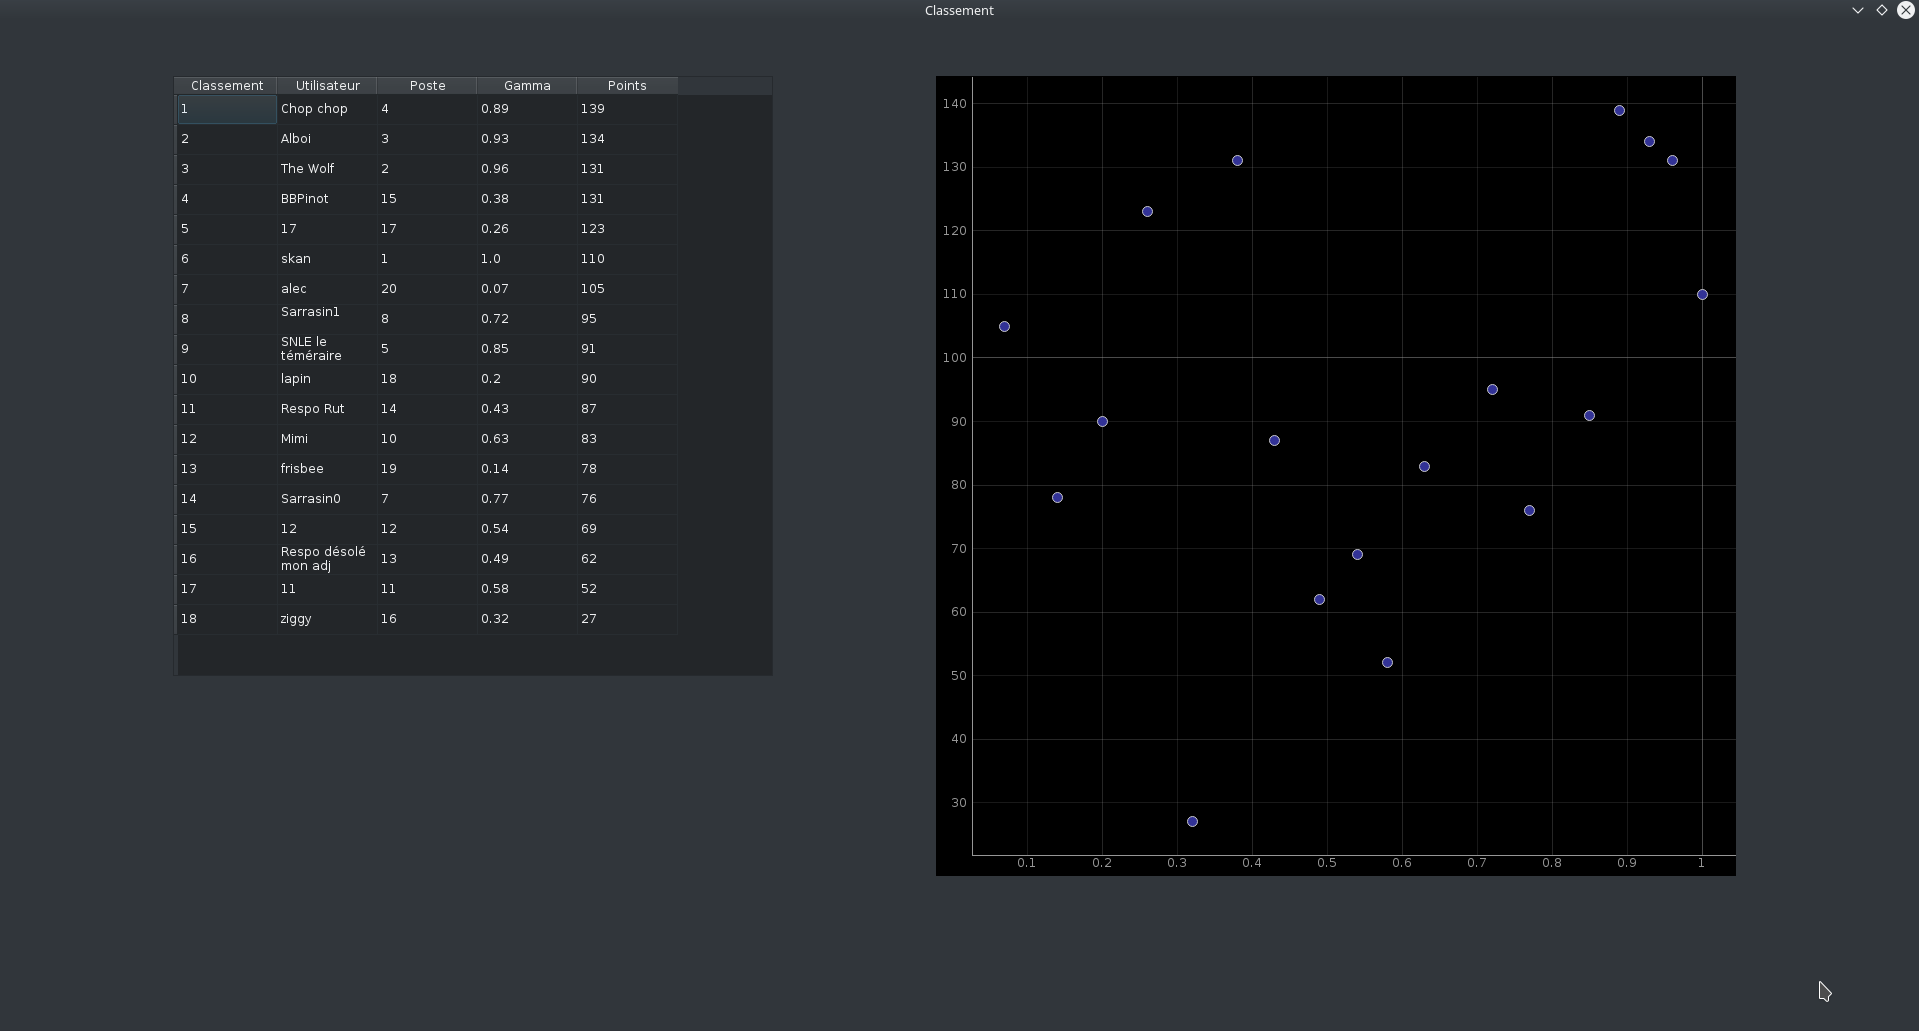 Classement
Classement Utilisateur Poste Gamma Points
1 Chop chop 4 0.89 139
2 Alboi 3 0.93 134
3 The Wolf 2 0.96 131
4 BBPinot 15 0.38 131
5 17 17 0.26 123
6 skan 1 1.0 110
7 alec 20 0.07 105
8 Sarrasin1 8 0.72 95
9 SNLE le
téméraire 5 0.85 91
10 lapin 18 0.2 90
11 Respo Rut 14 0.43 87
12 Mimi 10 0.63 83
13 frisbee 19 0.14 78
14 Sarrasin0 7 0.77 76
15 12 12 0.54 69
16 Respo désolé
mon adj 13 0.49 62
17 11 11 0.58 52
18 ziggy 16 0.32 27
140
130
120
110
100
90
80
70
60
50
40
30
0.1 0.2 0.3 0.4 0.5 0.6 0.7 0.8 0.9 1